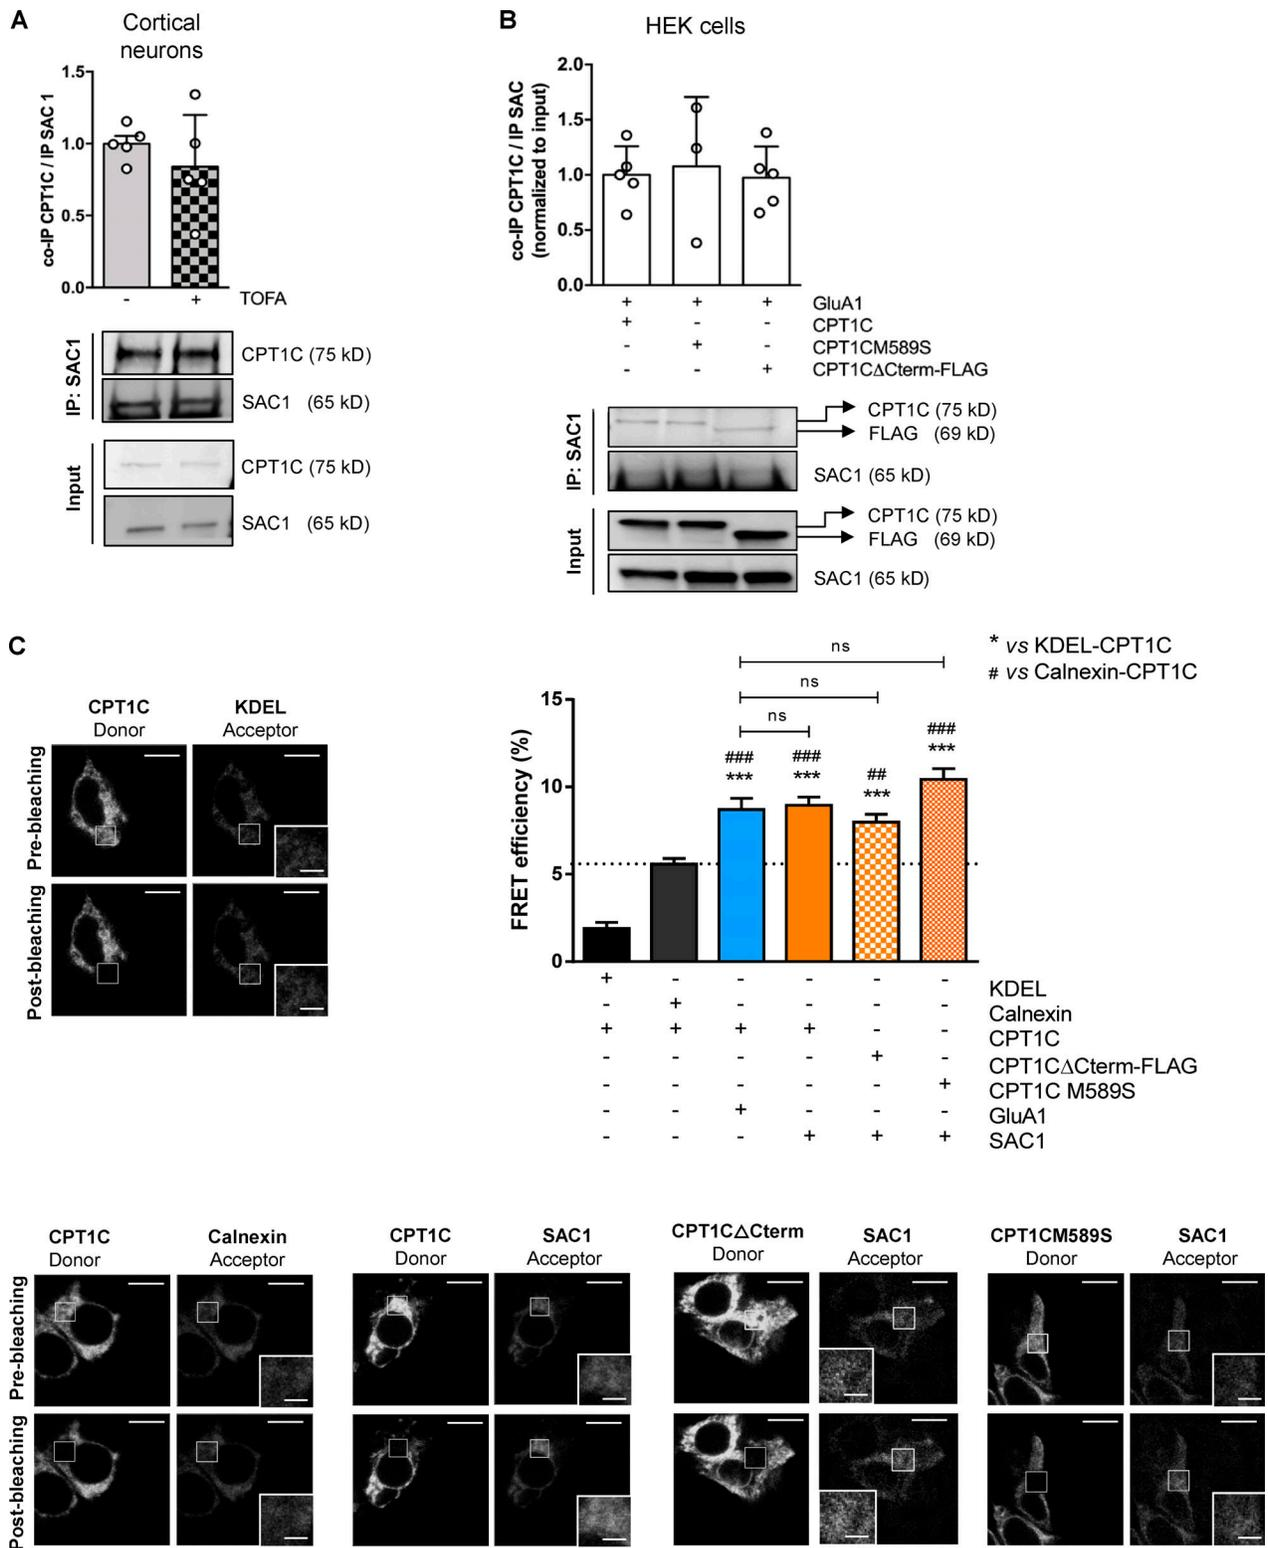 A
Cortical
neurons
co-IP CPT1C / IP SAC 1
1.5
1.0
0.5
0.0
- + TOFA
IP: SAC1
CPT1C (75 kD)
SAC1 (65 kD)
Input
CPT1C (75 kD)
SAC1 (65 kD)
B
HEK cells
co-IP CPT1C / IP SAC
(normalized to input)
2.0
1.5
1.0
0.5
0.0
+ + + GluA1
+ - - CPT1C
- + - CPT1CM589S
- - + CPT1CΔCterm-FLAG
IP: SAC1
CPT1C (75 kD)
FLAG (69 kD)
SAC1 (65 kD)
Input
CPT1C (75 kD)
FLAG (69 kD)
SAC1 (65 kD)
C
CPT1C
Donor
KDEL
Acceptor
Pre-bleaching
Post-bleaching
* vs KDEL-CPT1C
# vs Calnexin-CPT1C
ns
ns
ns
FRET efficiency (%)
15
10
5
0
### ### ## ###
*** *** *** ***
+ - - - - - KDEL
- + - - - - Calnexin
+ + + + - - CPT1C
- - - - + - CPT1CΔCterm-FLAG
- - - - - + CPT1C M589S
- - + - - - GluA1
- - - + + + SAC1
CPT1C
Donor
Calnexin
Acceptor
CPT1C
Donor
SAC1
Acceptor
CPT1CΔCterm
Donor
SAC1
Acceptor
CPT1CM589S
Donor
SAC1
Acceptor
Pre-bleaching
Post-bleaching